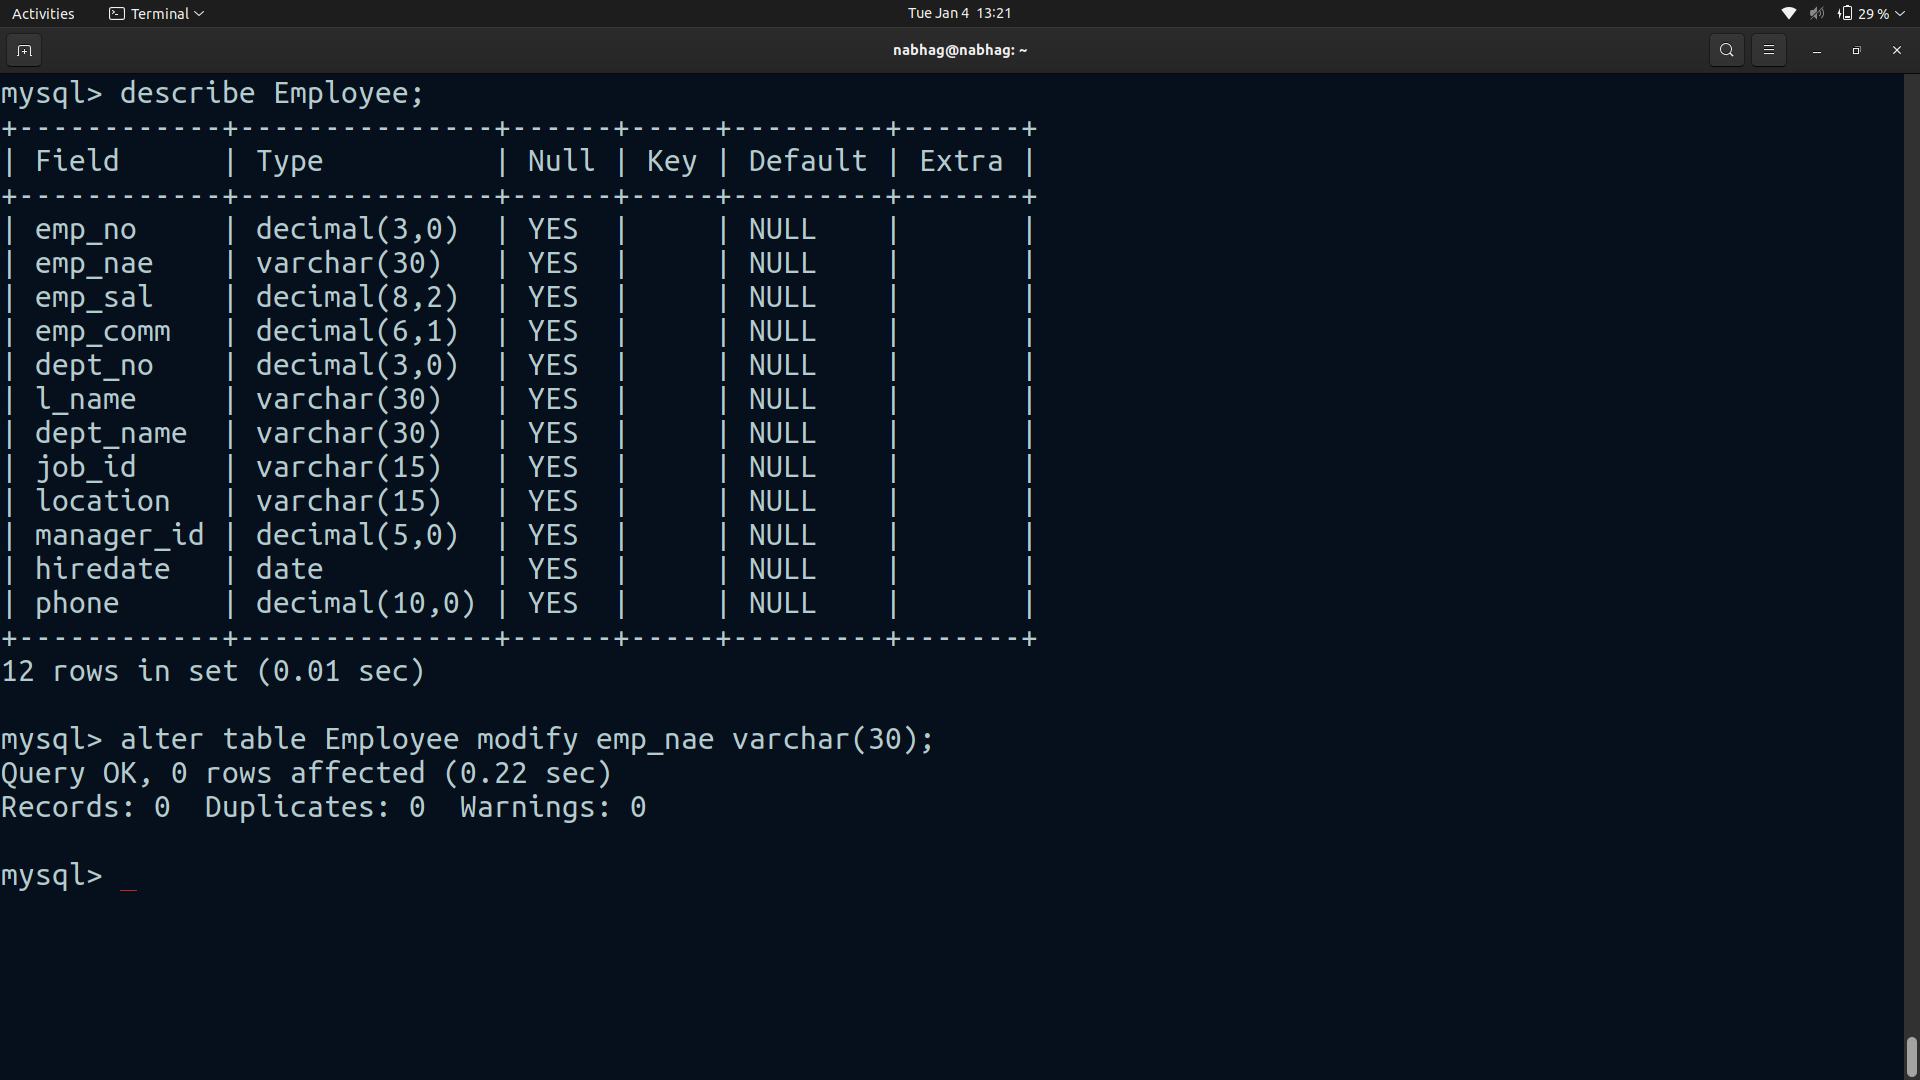 Activities Terminal Tue Jan 4 13:21 29 %
nabhag@nabhag: ~
mysql> describe Employee;
+------------+---------------+------+-----+---------+-------+
| Field      | Type          | Null | Key | Default | Extra |
+------------+---------------+------+-----+---------+-------+
| emp_no     | decimal(3,0)  | YES  |     | NULL    |       |
| emp_nae    | varchar(30)   | YES  |     | NULL    |       |
| emp_sal    | decimal(8,2)  | YES  |     | NULL    |       |
| emp_comm   | decimal(6,1)  | YES  |     | NULL    |       |
| dept_no    | decimal(3,0)  | YES  |     | NULL    |       |
| l_name     | varchar(30)   | YES  |     | NULL    |       |
| dept_name  | varchar(30)   | YES  |     | NULL    |       |
| job_id     | varchar(15)   | YES  |     | NULL    |       |
| location   | varchar(15)   | YES  |     | NULL    |       |
| manager_id | decimal(5,0)  | YES  |     | NULL    |       |
| hiredate   | date          | YES  |     | NULL    |       |
| phone      | decimal(10,0) | YES  |     | NULL    |       |
+------------+---------------+------+-----+---------+-------+
12 rows in set (0.01 sec)
mysql> alter table Employee modify emp_nae varchar(30);
Query OK, 0 rows affected (0.22 sec)
Records: 0  Duplicates: 0  Warnings: 0
mysql> _